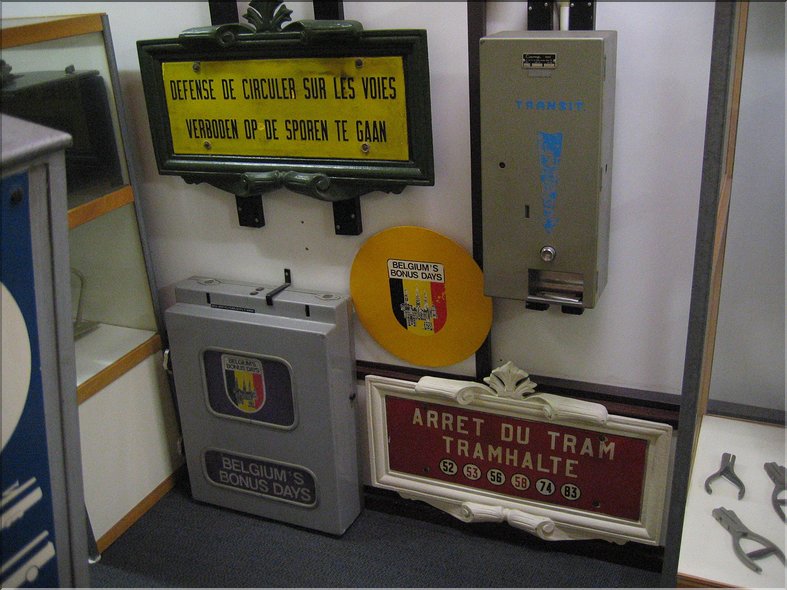 DEFENSE DE CIRCULER SUR LES VOIES
VERBODEN OP DE SPOREN TE GAAN
TRANSIT
BELGIUM'S
BONUS DAYS
BELGIUM'S
BONUS DAYS
BELGIUM'S
BONUS DAYS
ARRET DU TRAM
TRAMHALTE
52 53 56 58 74 83